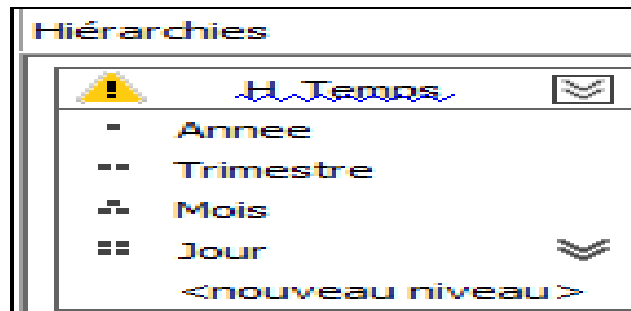 Hiérarchies
H_Temps
Annee
Trimestre
Mois
Jour
<nouveau niveau>